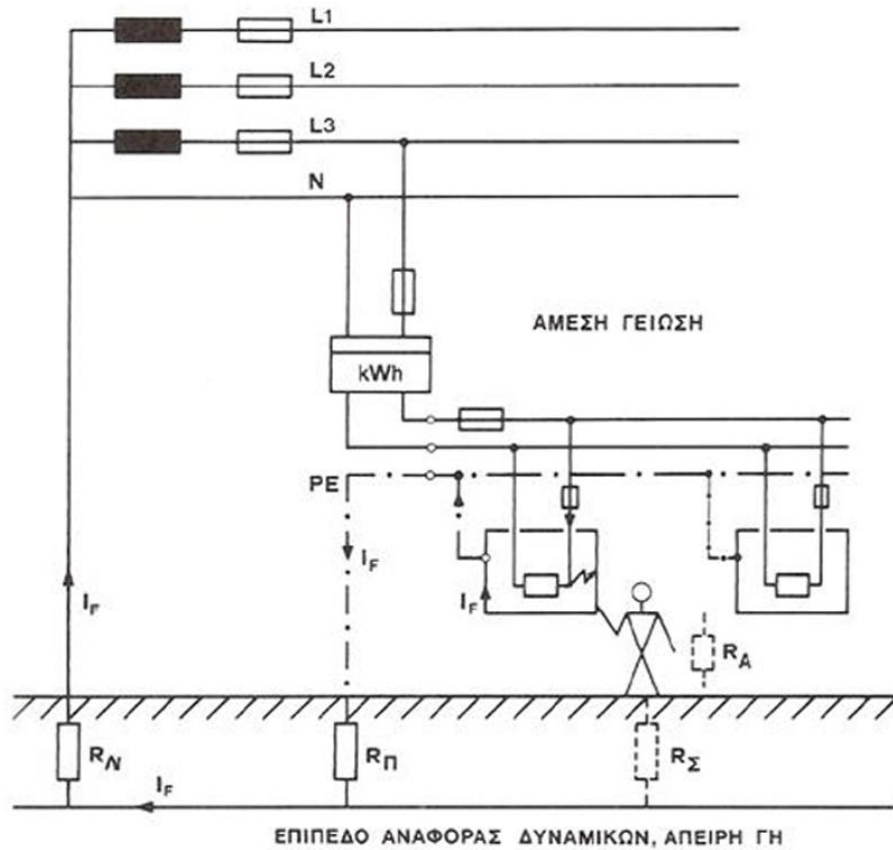 L1
L2
L3
N
ΑΜΕΣΗ ΓΕΙΩΣΗ
kWh
PE
IF
IF
IF
RA
RN
RΠ
RΣ
IF
ΕΠΙΠΕΔΟ ΑΝΑΦΟΡΑΣ ΔΥΝΑΜΙΚΩΝ, ΑΠΕΙΡΗ ΓΗ